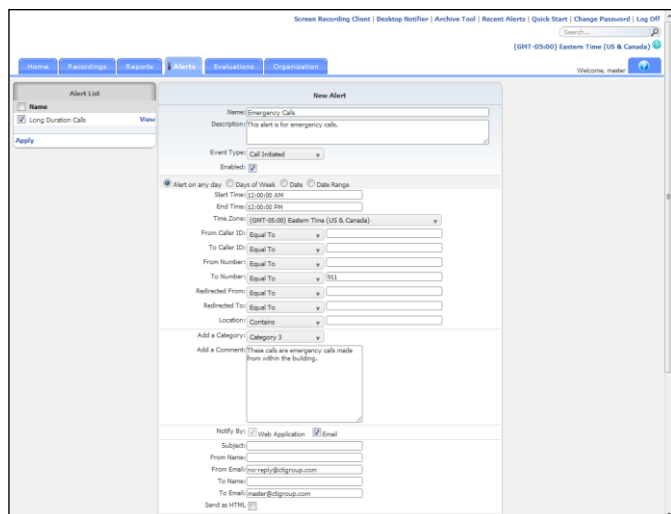 Screen Recording Client | Desktop Notifier | Archive Tool | Recent Alerts | Quick Start | Change Password | Log Off
Search...
(GMT-05:00) Eastern Time (US & Canada)
Home Recordings Reports Alerts Evaluations Organization
Welcome, master
Alert List
Name
Long Duration Calls View
Apply
New Alert
Name: Emergency Calls
Description: This alert is for emergency calls.
Event Type: Call Initiated
Enabled:
Alert on any day Days of Week Date Date Range
Start Time: 12:00:00 AM
End Time: 12:00:00 PM
Time Zone: (GMT-05:00) Eastern Time (US & Canada)
From Caller ID: Equal To
To Caller ID: Equal To
From Number: Equal To
To Number: Equal To 911
Redirected From: Equal To
Redirected To: Equal To
Location: Contains
Add a Category: Category 3
Add a Comment: These calls are emergency calls made
from within the building.
Notify By: Web Application Email
Subject:
From Name:
From Email: no-reply@ctigroup.com
To Name:
To Email: master@ctigroup.com
Send as HTML